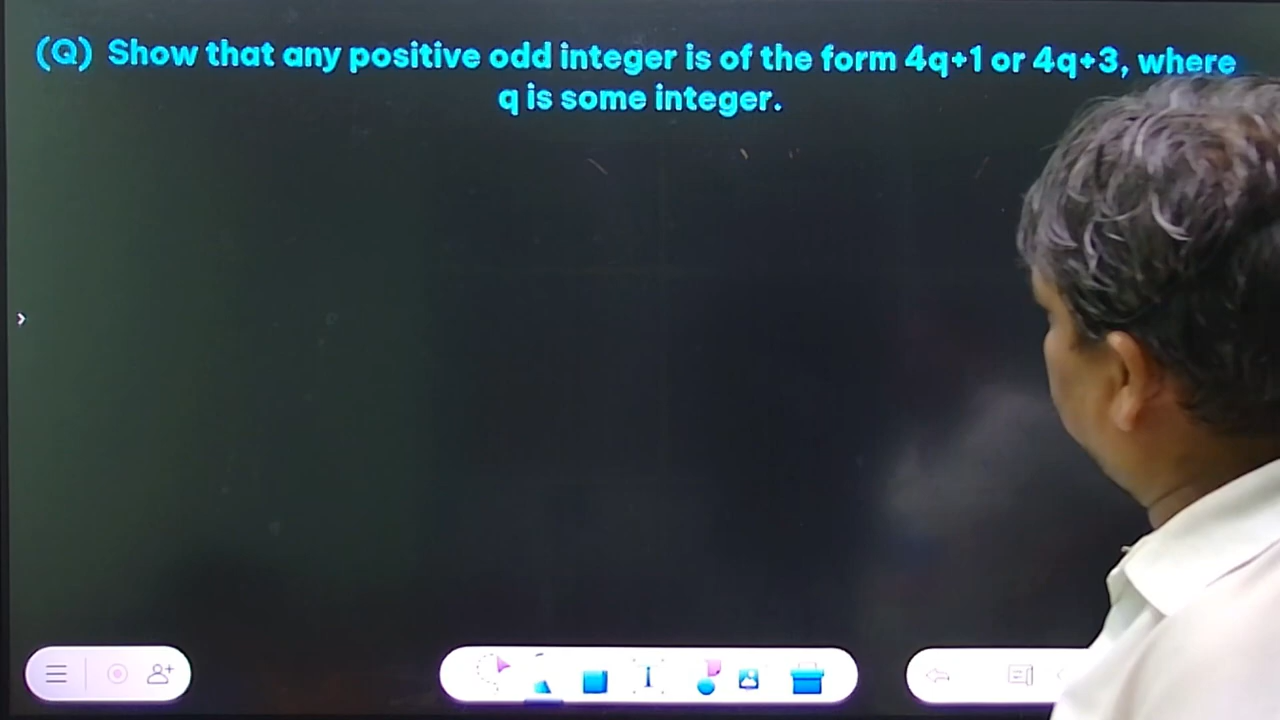 (Q) Show that any positive odd integer is of the form 4q+1 or 4q+3, where
q is some integer.